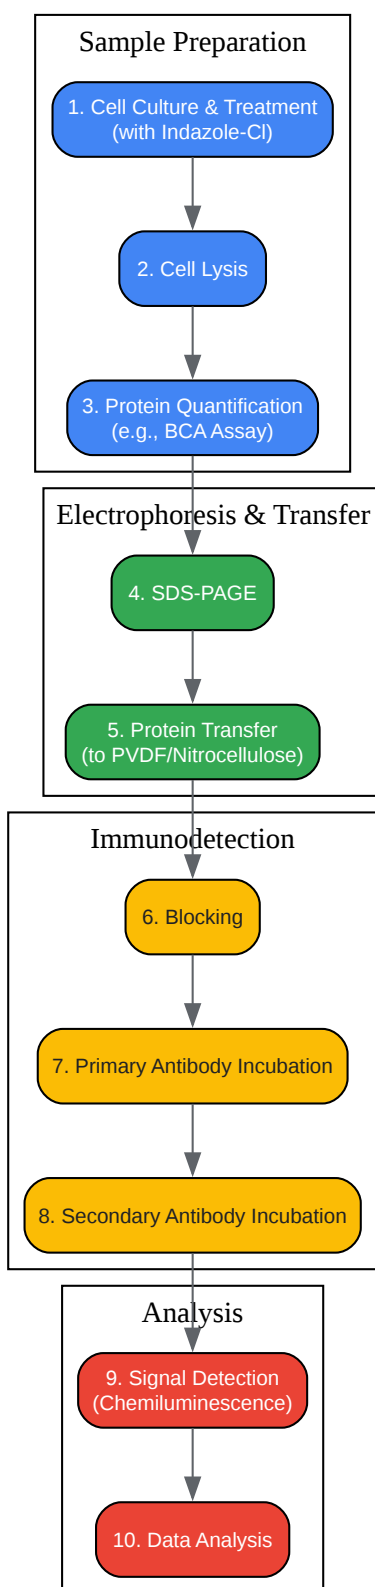 Sample Preparation
1. Cell Culture & Treatment
(with Indazole-Cl)
2. Cell Lysis
3. Protein Quantification
(e.g., BCA Assay)
Electrophoresis & Transfer
4. SDS-PAGE
5. Protein Transfer
(to PVDF/Nitrocellulose)
Immunodetection
6. Blocking
7. Primary Antibody Incubation
8. Secondary Antibody Incubation
Analysis
9. Signal Detection
(Chemiluminescence)
10. Data Analysis